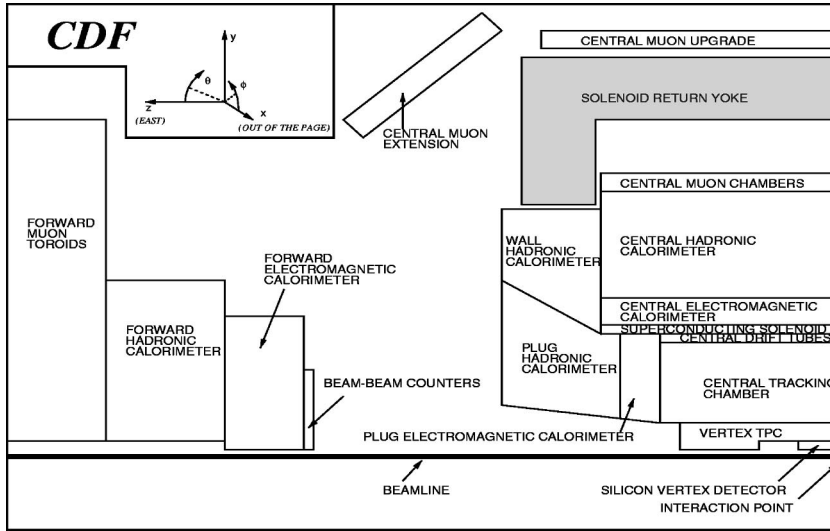 CDF
y
θ
φ
z
x
(EAST)
(OUT OF THE PAGE)
CENTRAL MUON
EXTENSION
CENTRAL MUON UPGRADE
SOLENOID RETURN YOKE
CENTRAL MUON CHAMBERS
FORWARD
MUON
TOROIDS
WALL
HADRONIC
CALORIMETER
CENTRAL HADRONIC
CALORIMETER
FORWARD
ELECTROMAGNETIC
CALORIMETER
CENTRAL ELECTROMAGNETIC
CALORIMETER
SUPERCONDUCTING SOLENOID
CENTRAL DRIFT TUBES
FORWARD
HADRONIC
CALORIMETER
PLUG
HADRONIC
CALORIMETER
BEAM-BEAM COUNTERS
CENTRAL TRACKING
CHAMBER
PLUG ELECTROMAGNETIC CALORIMETER
VERTEX TPC
BEAMLINE
SILICON VERTEX DETECTOR
INTERACTION POINT